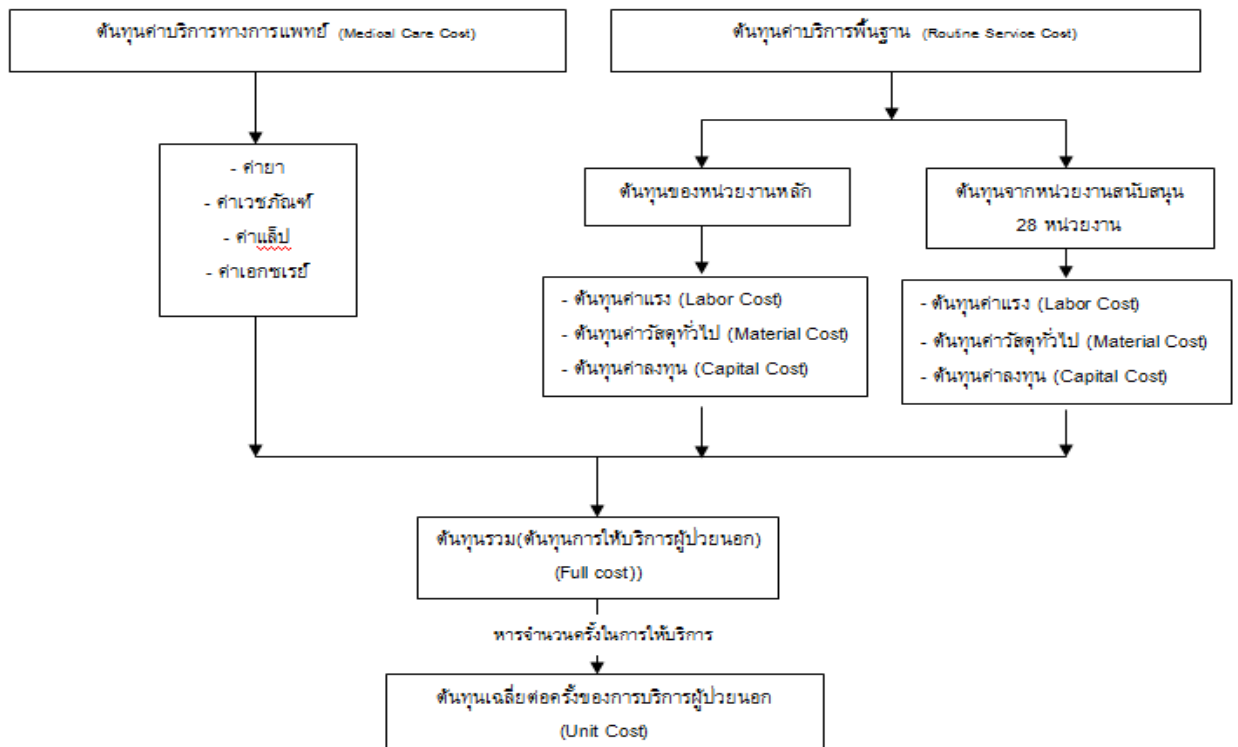 ต้นทุนค่าบริการทางการแพทย์ (Medical Care Cost)
ต้นทุนค่าบริการพื้นฐาน (Routine Service Cost)
- ค่ายา
- ค่าเวชภัณฑ์
- ค่าแล็ป
- ค่าเอกซเรย์
ต้นทุนของหน่วยงานหลัก
ต้นทุนจากหน่วยงานสนับสนุน
28 หน่วยงาน
- ต้นทุนค่าแรง (Labor Cost)
- ต้นทุนค่าวัสดุทั่วไป (Material Cost)
- ต้นทุนค่าลงทุน (Capital Cost)
- ต้นทุนค่าแรง (Labor Cost)
- ต้นทุนค่าวัสดุทั่วไป (Material Cost)
- ต้นทุนค่าลงทุน (Capital Cost)
ต้นทุนรวม(ต้นทุนการให้บริการผู้ป่วยนอก)
(Full cost))
หารจำนวนครั้งในการให้บริการ
ต้นทุนเฉลี่ยต่อครั้งของการบริการผู้ป่วยนอก
(Unit Cost)